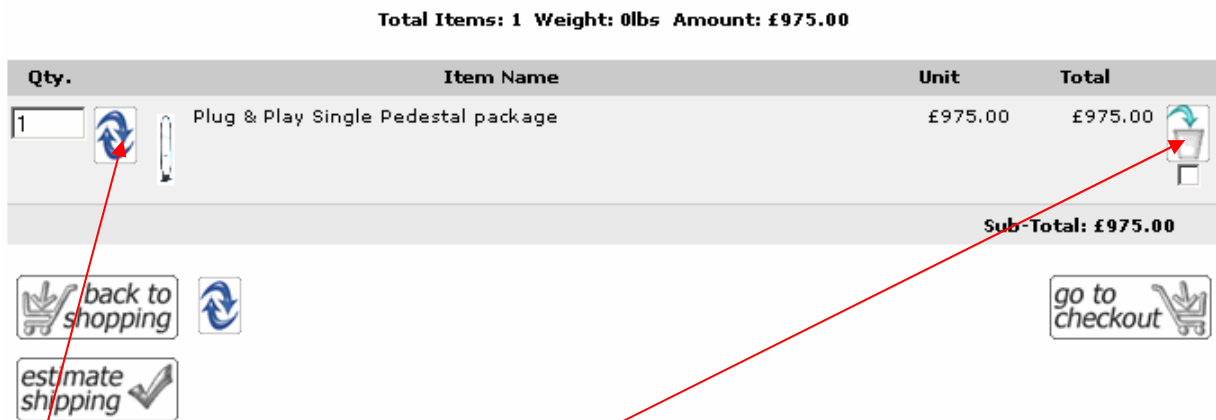 Total Items: 1 Weight: 0lbs Amount: £975.00
Qty. Item Name Unit Total
1 Plug & Play Single Pedestal package £975.00 £975.00
Sub-Total: £975.00
back to
shopping
go to
checkout
estimate
shipping